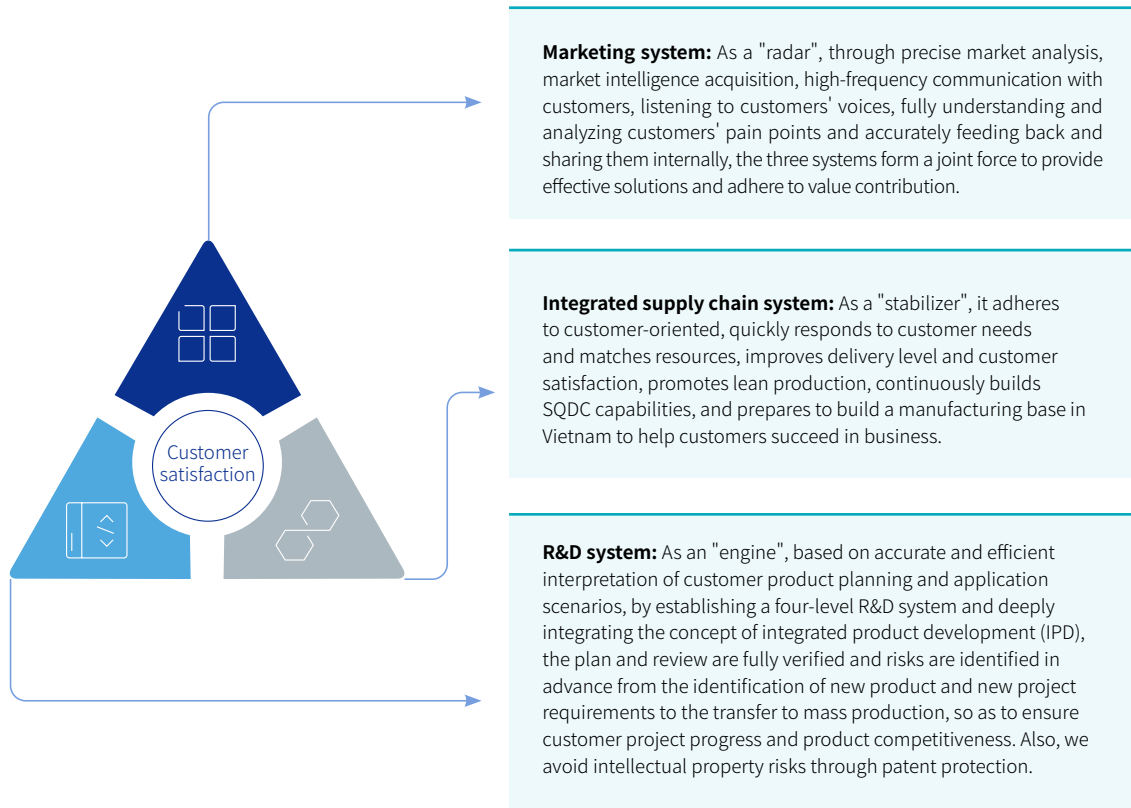 Marketing system: As a "radar", through precise market analysis,
market intelligence acquisition, high-frequency communication with
customers, listening to customers' voices, fully understanding and
analyzing customers' pain points and accurately feeding back and
sharing them internally, the three systems form a joint force to provide
effective solutions and adhere to value contribution.
Integrated supply chain system: As a "stabilizer", it adheres
to customer-oriented, quickly responds to customer needs
and matches resources, improves delivery level and customer
satisfaction, promotes lean production, continuously builds
SQDC capabilities, and prepares to build a manufacturing base in
Vietnam to help customers succeed in business.
Customer
satisfaction
R&D system: As an "engine", based on accurate and efficient
interpretation of customer product planning and application
scenarios, by establishing a four-level R&D system and deeply
integrating the concept of integrated product development (IPD),
the plan and review are fully verified and risks are identified in
advance from the identification of new product and new project
requirements to the transfer to mass production, so as to ensure
customer project progress and product competitiveness. Also, we
avoid intellectual property risks through patent protection.